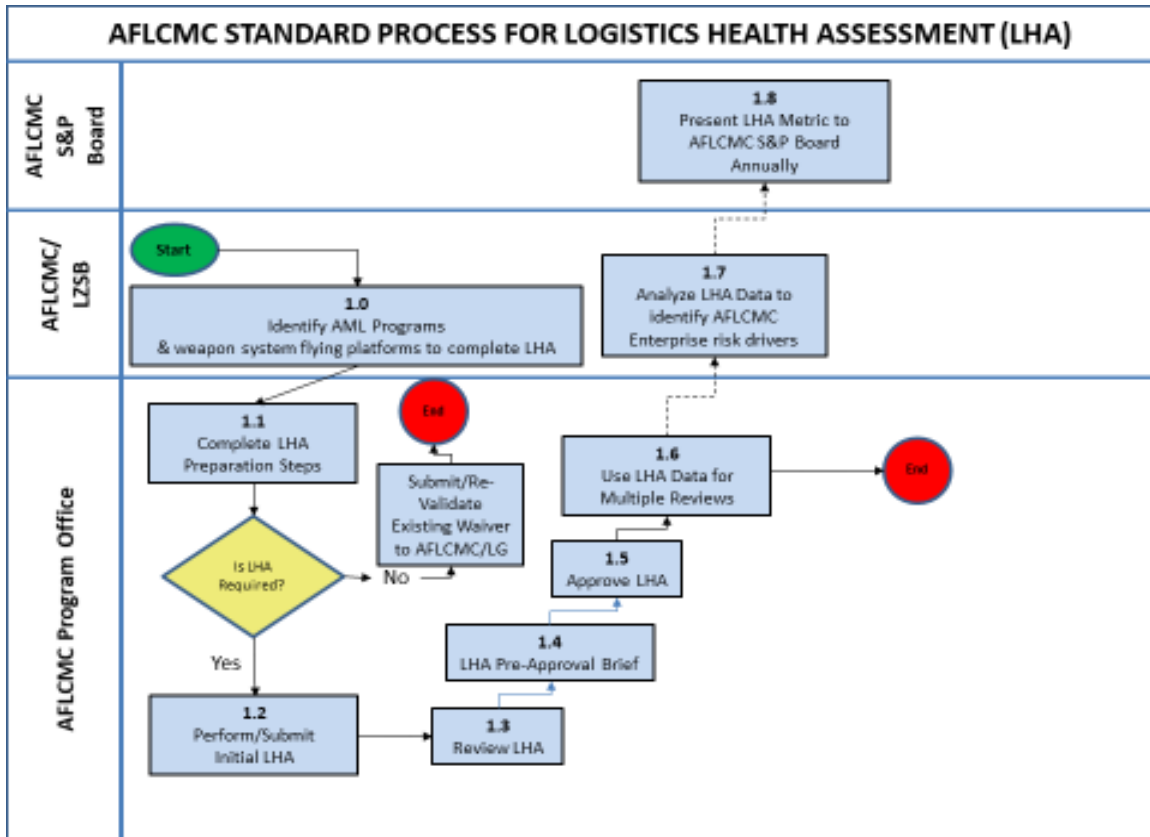 AFLCMC STANDARD PROCESS FOR LOGISTICS HEALTH ASSESSMENT (LHA)
AFLCMC
S&P
Board
1.8
Present LHA Metric to
AFLCMC S&P Board
Annually
AFLCMC/
LZSB
Start
1.0
Identify AML Programs
& weapon system flying platforms to complete LHA
1.7
Analyze LHA Data to
identify AFLCMC
Enterprise risk drivers
AFLCMC Program Office
1.1
Complete LHA
Preparation Steps
End
Submit/Re-
Validate
Existing Waiver
to AFLCMC/LG
Is LHA
Required?
No
Yes
1.2
Perform/Submit
Initial LHA
1.3
Review LHA
1.4
LHA Pre-Approval Brief
1.5
Approve LHA
1.6
Use LHA Data for
Multiple Reviews
End